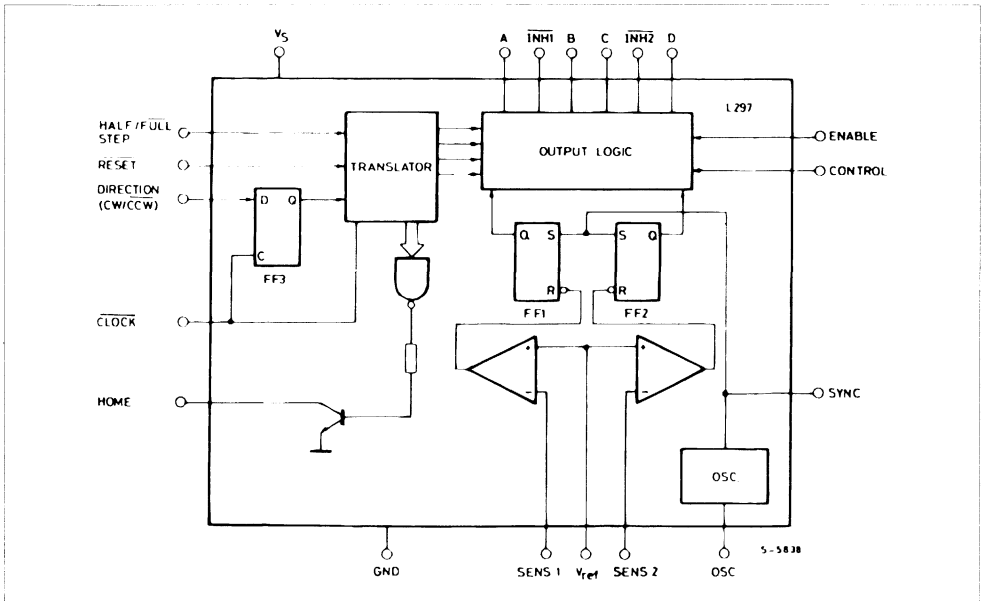 VS
A INH1 B C INH2 D
L297
HALF/FULL
STEP
RESET
DIRECTION
(CW/CCW)
TRANSLATOR
OUTPUT LOGIC
ENABLE
CONTROL
D Q
C
FF3
Q S
R
FF1
S Q
R
FF2
CLOCK
+
−
+
−
HOME
SYNC
OSC.
S-5838
GND
SENS 1
Vref
SENS 2
OSC